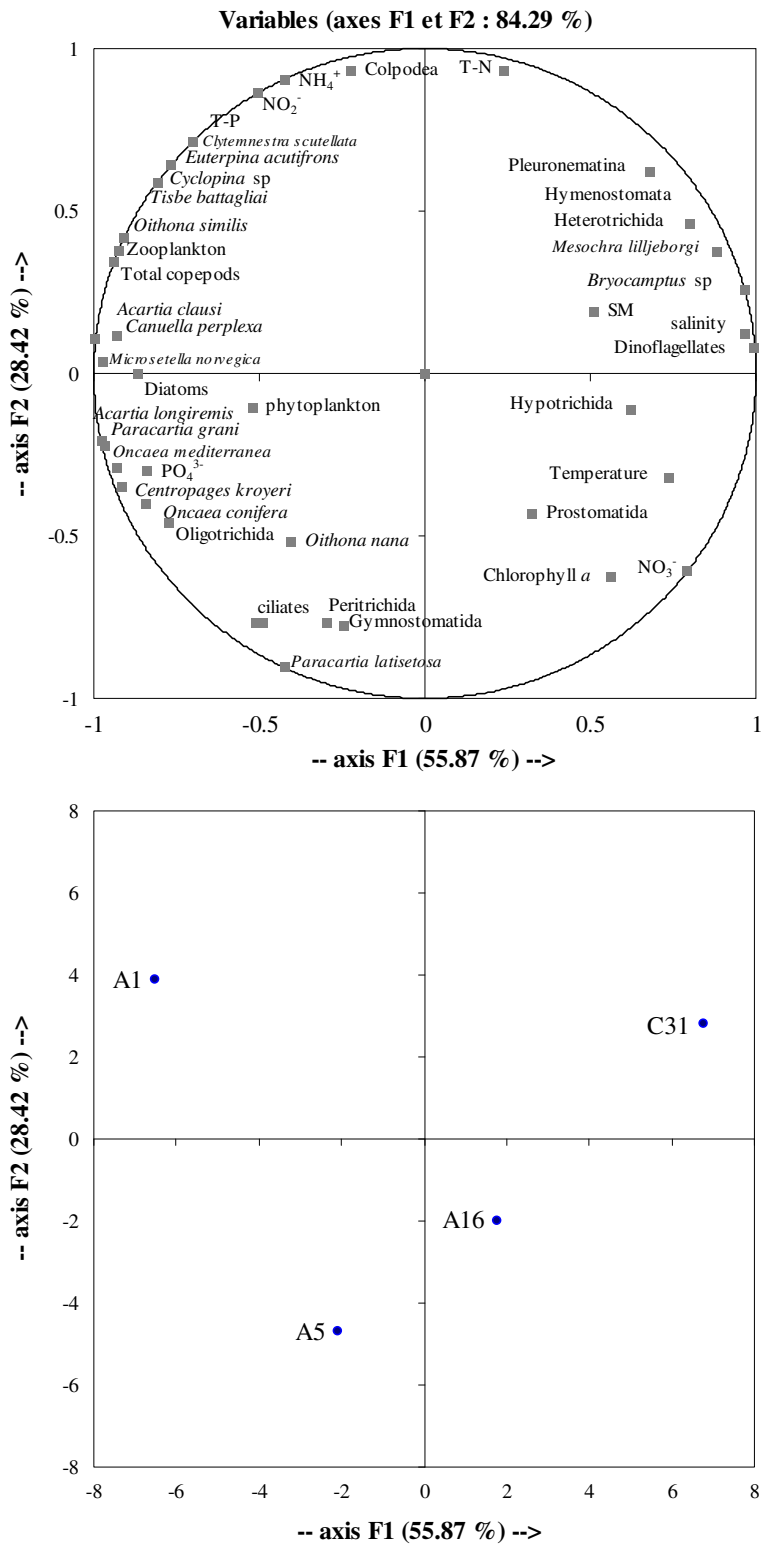 Variables (axes F1 et F2 : 84.29 %)
1
Colpodea
T-N
NH₄⁺
NO₂⁻
T-P
Clytemnestra scutellata
Euterpina acutifrons
Pleuronematina
Cyclopina sp
Tisbe battagliai
Hymenostomata
0.5
Heterotrichida
Oithona similis
Mesochra lilljeborgi
Zooplankton
Total copepods
Bryocamptus sp
Acartia clausi
SM
Canuella perplexa
salinity
Dinoflagellates
Microsetella norvegica
0
Diatoms
phytoplankton
Hypotrichida
Acartia longiremis
Paracartia grani
Oncaea mediterranea
PO₄³⁻
Temperature
Centropages kroyeri
Oncaea conifera
Prostomatida
-0.5
Oligotrichida
Oithona nana
NO₃⁻
Chlorophyll a
ciliates
Peritrichida
Gymnostomatida
Paracartia latisetosa
-1
-1
-0.5
0
0.5
1
-- axis F1 (55.87 %) -->
-- axis F2 (28.42 %) -->
8
6
4
A1
C31
2
0
-2
A16
-4
A5
-6
-8
-8
-6
-4
-2
0
2
4
6
8
-- axis F1 (55.87 %) -->
-- axis F2 (28.42 %) -->